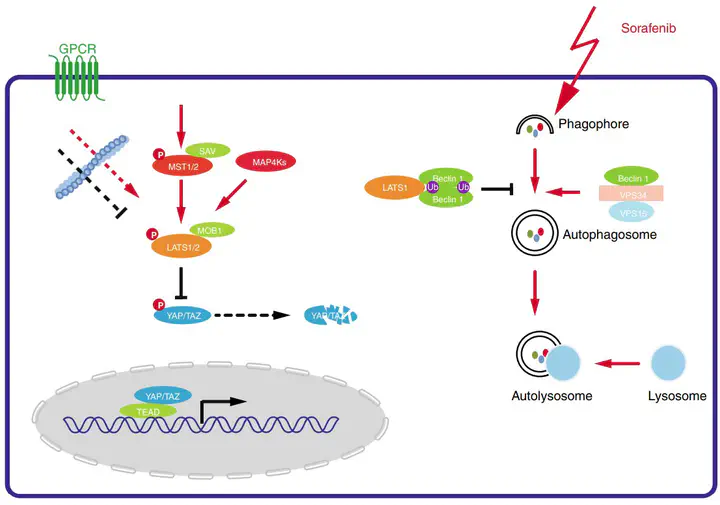 Sorafenib
GPCR
Phagophore
P
SAV
MST1/2
MAP4Ks
LATS1
Beclin 1
Ub
Ub
Beclin 1
Beclin 1
VPS34
VPS15
P
MOB1
LATS1/2
Autophagosome
P
YAP/TAZ
YAP/TAZ
YAP/TAZ
TEAD
Autolysosome
Lysosome